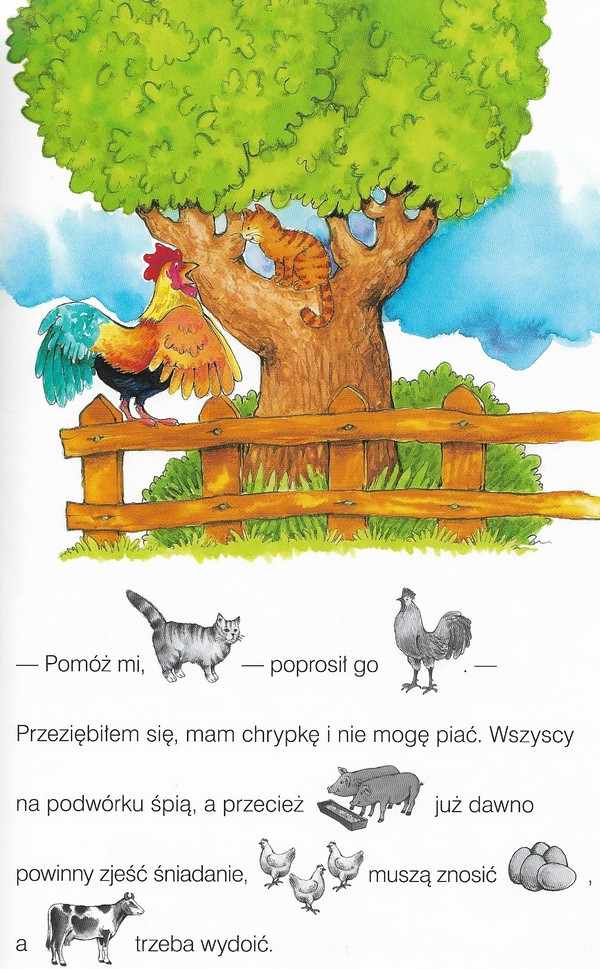 — Pomóż mi, — poprosił go . —
Przeziębiłem się, mam chrypkę i nie mogę piać. Wszyscy
na podwórku śpią, a przecież już dawno
powinny zjeść śniadanie, muszą znosić ,
a trzeba wydoić.